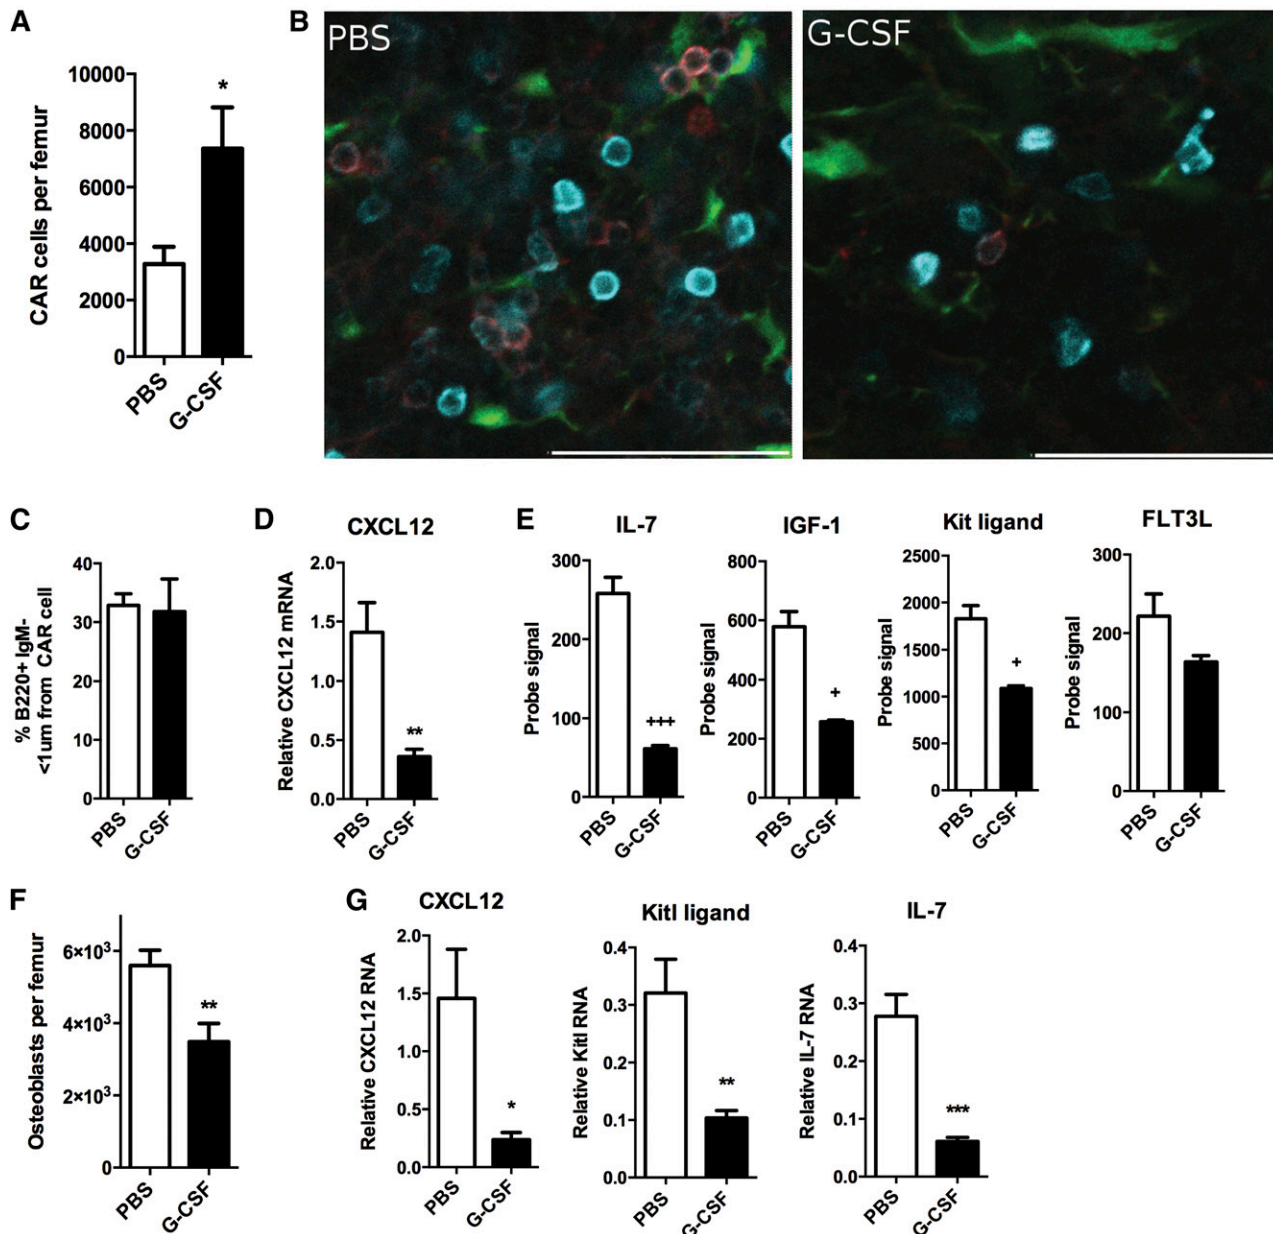 A
CAR cells per femur
10000
8000
6000
4000
2000
0
*
PBS
G-CSF
B
PBS
G-CSF
C
% B220+ IgM-
<1um from CAR cell
40
30
20
10
0
PBS
G-CSF
D
CXCL12
Relative CXCL12 mRNA
2.0
1.5
1.0
0.5
0.0
**
PBS
G-CSF
E
IL-7
Probe signal
300
200
100
0
+++
PBS
G-CSF
IGF-1
Probe signal
800
600
400
200
0
+
PBS
G-CSF
Kit ligand
Probe signal
2500
2000
1500
1000
500
0
+
PBS
G-CSF
FLT3L
Probe signal
300
200
100
0
PBS
G-CSF
F
Osteoblasts per femur
6×10³
4×10³
2×10³
0
**
PBS
G-CSF
G
CXCL12
Relative CXCL12 RNA
2.0
1.5
1.0
0.5
0.0
*
PBS
G-CSF
Kitl ligand
Relative Kitl RNA
0.4
0.3
0.2
0.1
0.0
**
PBS
G-CSF
IL-7
Relative IL-7 RNA
0.4
0.3
0.2
0.1
0.0
***
PBS
G-CSF